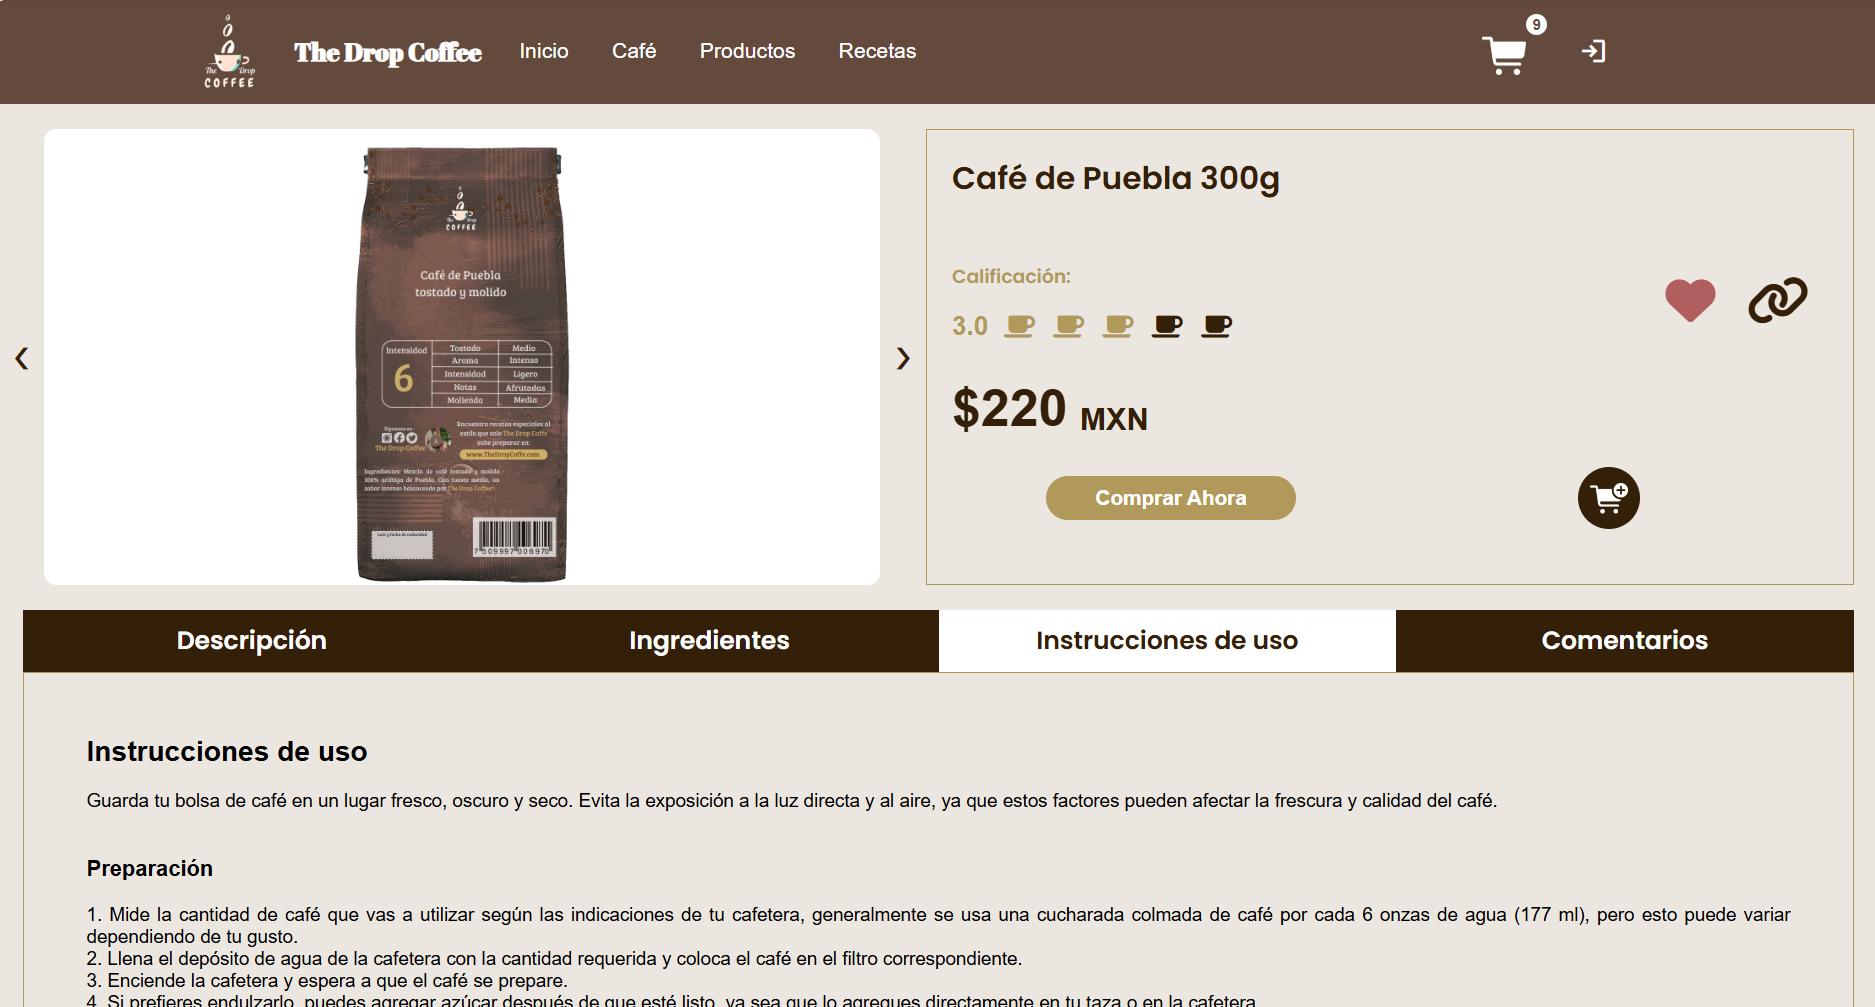 The Drop
COFFEE
The Drop Coffee
Inicio
Café
Productos
Recetas
9
The Drop
COFFEE
Café de Puebla
tostado y molido
Intensidad
6
Tostado Medio
Aroma Intenso
Intensidad Ligero
Notas Afrutadas
Molienda Media
Síguenos en:
The Drop Coffee
Encuentra recetas especiales al
estilo que solo The Drop Coffe
sabe preparar en:
www.TheDropCoffe.com
Ingredientes: Mezcla de café tostado y molido
100% arábiga de Puebla. Con tueste medio, un
sabor intenso balanceado por The Drop Coffee®.
Lote y fecha de caducidad
7 509997 00697 0
❮
❯
Café de Puebla 300g
Calificación:
3.0
$220 MXN
Comprar Ahora
Descripción
Ingredientes
Instrucciones de uso
Comentarios
Instrucciones de uso
Guarda tu bolsa de café en un lugar fresco, oscuro y seco. Evita la exposición a la luz directa y al aire, ya que estos factores pueden afectar la frescura y calidad del café.
Preparación
1. Mide la cantidad de café que vas a utilizar según las indicaciones de tu cafetera, generalmente se usa una cucharada colmada de café por cada 6 onzas de agua (177 ml), pero esto puede variar
dependiendo de tu gusto.
2. Llena el depósito de agua de la cafetera con la cantidad requerida y coloca el café en el filtro correspondiente.
3. Enciende la cafetera y espera a que el café se prepare.
4. Si prefieres endulzarlo, puedes agregar azúcar después de que esté listo, ya sea que lo agregues directamente en tu taza o en la cafetera